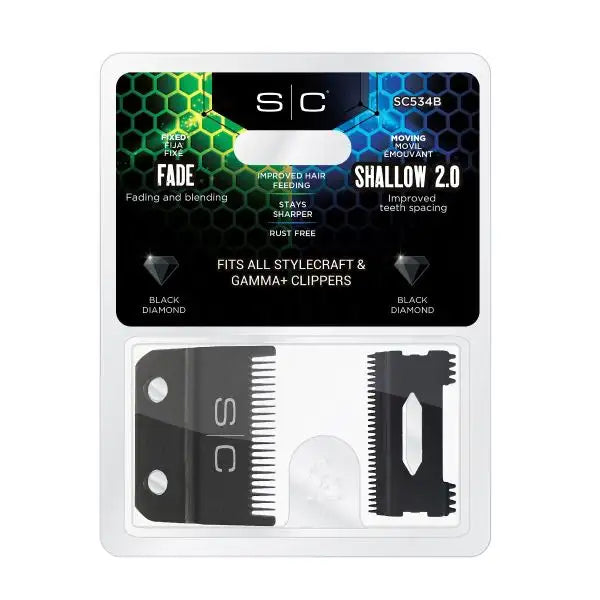 S|C®
SC534B
FIXED
FIJA
FIXÉ
FADE
Fading and blending
IMPROVED HAIR
FEEDING
STAYS
SHARPER
RUST FREE
MOVING
MOVIL
ÉMOUVANT
SHALLOW 2.0
Improved
teeth spacing
FITS ALL STYLECRAFT &
GAMMA+ CLIPPERS
BLACK
DIAMOND
BLACK
DIAMOND
S|C